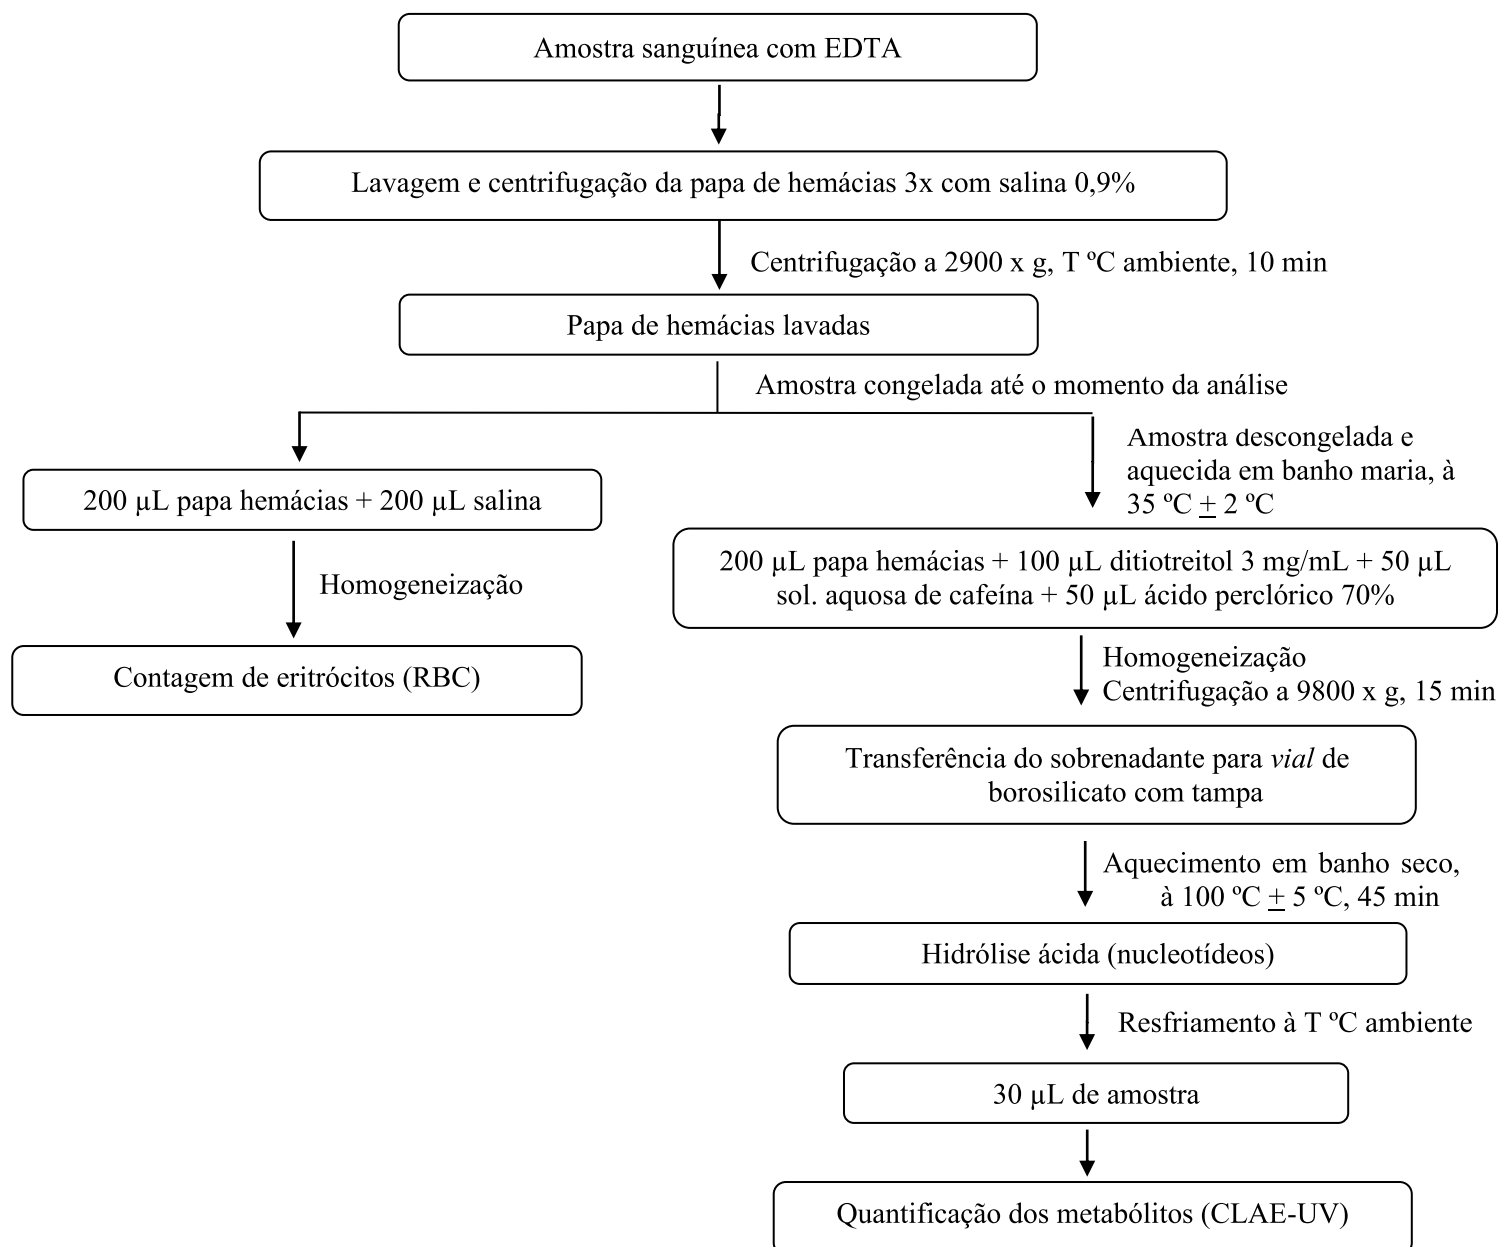 Amostra sanguínea com EDTA
Lavagem e centrifugação da papa de hemácias 3x com salina 0,9%
Centrifugação a 2900 x g, T ºC ambiente, 10 min
Papa de hemácias lavadas
Amostra congelada até o momento da análise
200 µL papa hemácias + 200 µL salina
Homogeneização
Contagem de eritrócitos (RBC)
Amostra descongelada e
aquecida em banho maria, à
35 ºC ± 2 ºC
200 µL papa hemácias + 100 µL ditiotreitol 3 mg/mL + 50 µL
sol. aquosa de cafeína + 50 µL ácido perclórico 70%
Homogeneização
Centrifugação a 9800 x g, 15 min
Transferência do sobrenadante para vial de
borosilicato com tampa
Aquecimento em banho seco,
à 100 ºC ± 5 ºC, 45 min
Hidrólise ácida (nucleotídeos)
Resfriamento à T ºC ambiente
30 µL de amostra
Quantificação dos metabólitos (CLAE-UV)